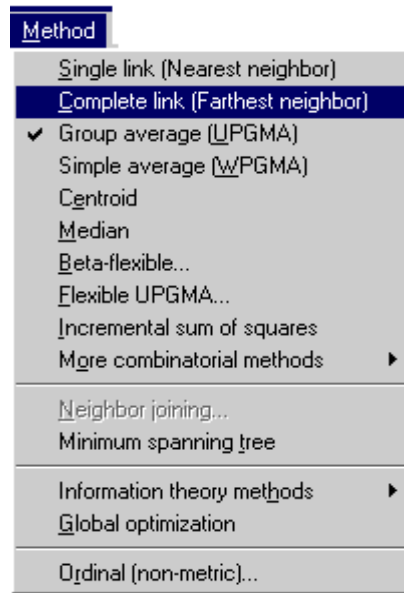 Method
Single link (Nearest neighbor)
Complete link (Farthest neighbor)
Group average (UPGMA)
Simple average (WPGMA)
Centroid
Median
Beta-flexible...
Flexible UPGMA...
Incremental sum of squares
More combinatorial methods
Neighbor joining...
Minimum spanning tree
Information theory methods
Global optimization
Ordinal (non-metric)...